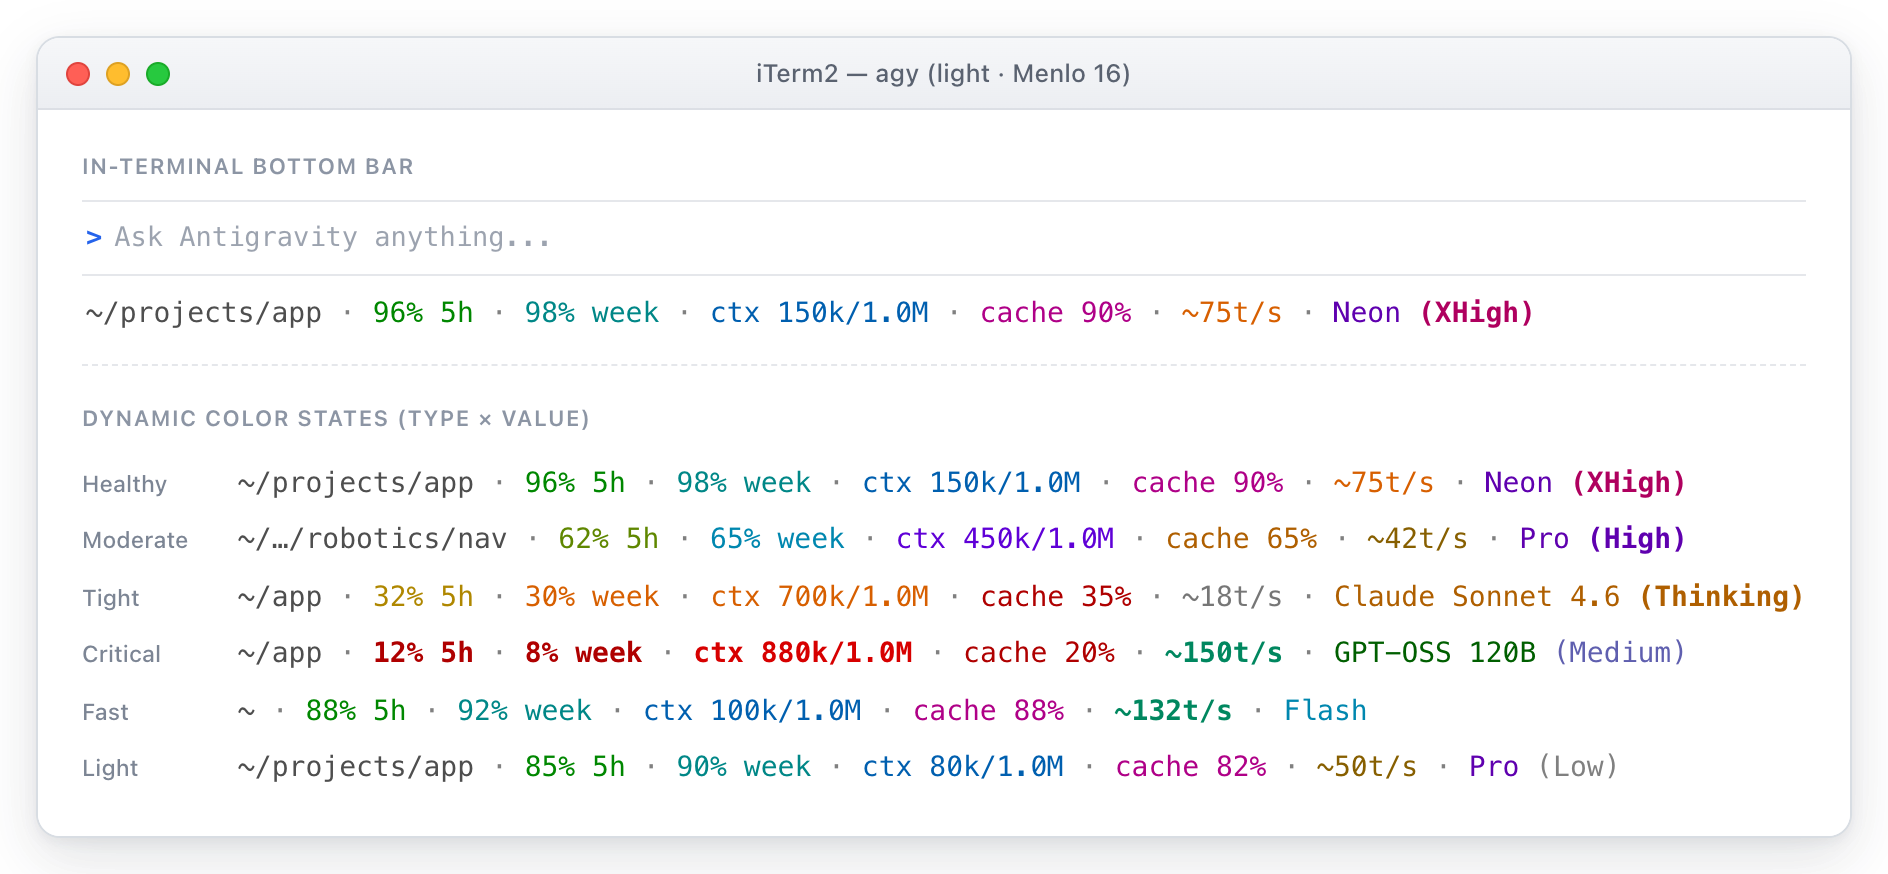 iTerm2 — agy (light · Menlo 16)
IN-TERMINAL BOTTOM BAR
> Ask Antigravity anything...
~/projects/app · 96% 5h · 98% week · ctx 150k/1.0M · cache 90% · ~75t/s · Neon (XHigh)
DYNAMIC COLOR STATES (TYPE × VALUE)
Healthy ~/projects/app · 96% 5h · 98% week · ctx 150k/1.0M · cache 90% · ~75t/s · Neon (XHigh)
Moderate ~/…/robotics/nav · 62% 5h · 65% week · ctx 450k/1.0M · cache 65% · ~42t/s · Pro (High)
Tight ~/app · 32% 5h · 30% week · ctx 700k/1.0M · cache 35% · ~18t/s · Claude Sonnet 4.6 (Thinking)
Critical ~/app · 12% 5h · 8% week · ctx 880k/1.0M · cache 20% · ~150t/s · GPT-OSS 120B (Medium)
Fast ~ · 88% 5h · 92% week · ctx 100k/1.0M · cache 88% · ~132t/s · Flash
Light ~/projects/app · 85% 5h · 90% week · ctx 80k/1.0M · cache 82% · ~50t/s · Pro (Low)